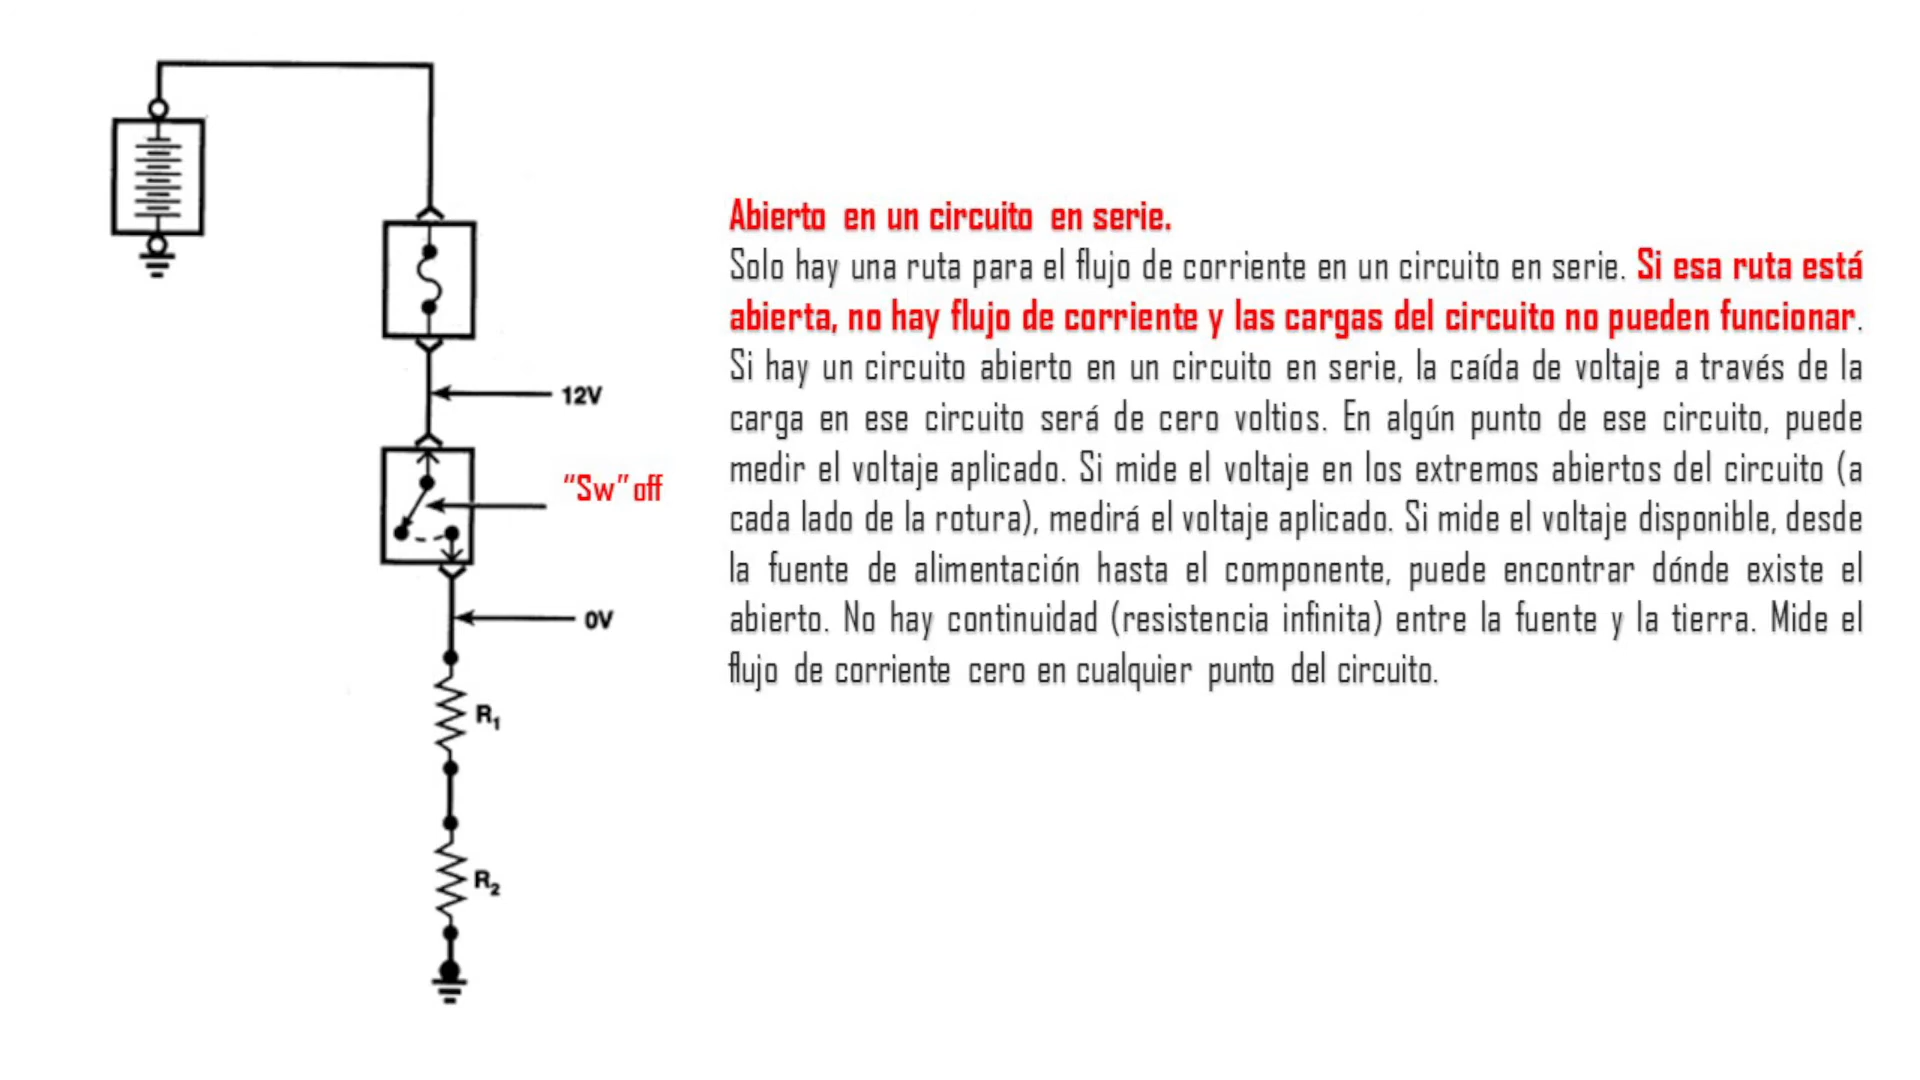 Abierto en un circuito en serie.
Solo hay una ruta para el flujo de corriente en un circuito en serie. Si esa ruta está
abierta, no hay flujo de corriente y las cargas del circuito no pueden funcionar.
Si hay un circuito abierto en un circuito en serie, la caída de voltaje a través de la
carga en ese circuito será de cero voltios. En algún punto de ese circuito, puede
medir el voltaje aplicado. Si mide el voltaje en los extremos abiertos del circuito (a
cada lado de la rotura), medirá el voltaje aplicado. Si mide el voltaje disponible, desde
la fuente de alimentación hasta el componente, puede encontrar dónde existe el
abierto. No hay continuidad (resistencia infinita) entre la fuente y la tierra. Mide el
flujo de corriente cero en cualquier punto del circuito.
12V
“Sw” off
0V
R₁
R₂